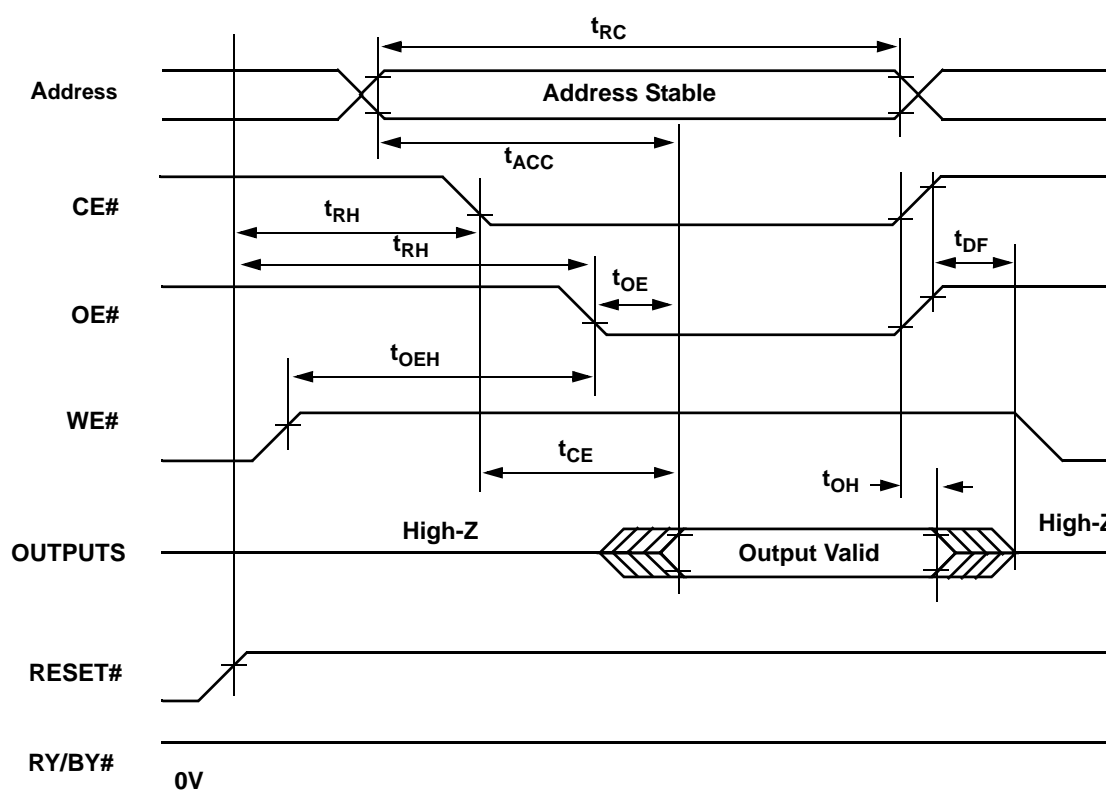 tRC
Address
Address Stable
tACC
CE#
tRH
tRH
tDF
tOE
OE#
tOEH
WE#
tCE
tOH
High-Z
High-Z
OUTPUTS
Output Valid
RESET#
RY/BY#
0V